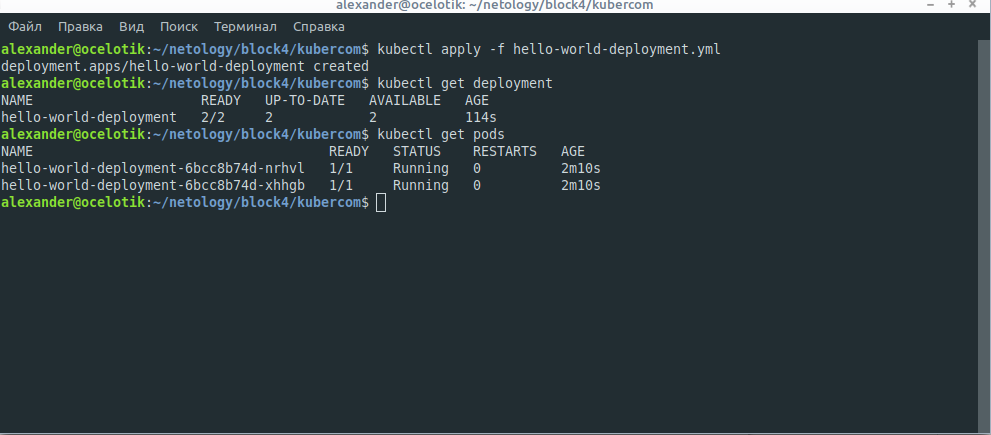 alexander@ocelotik: ~/netology/block4/kubercom
Файл Правка Вид Поиск Терминал Справка
alexander@ocelotik:~/netology/block4/kubercom$ kubectl apply -f hello-world-deployment.yml
deployment.apps/hello-world-deployment created
alexander@ocelotik:~/netology/block4/kubercom$ kubectl get deployment
NAME READY UP-TO-DATE AVAILABLE AGE
hello-world-deployment 2/2 2 2 114s
alexander@ocelotik:~/netology/block4/kubercom$ kubectl get pods
NAME READY STATUS RESTARTS AGE
hello-world-deployment-6bcc8b74d-nrhvl 1/1 Running 0 2m10s
hello-world-deployment-6bcc8b74d-xhhgb 1/1 Running 0 2m10s
alexander@ocelotik:~/netology/block4/kubercom$